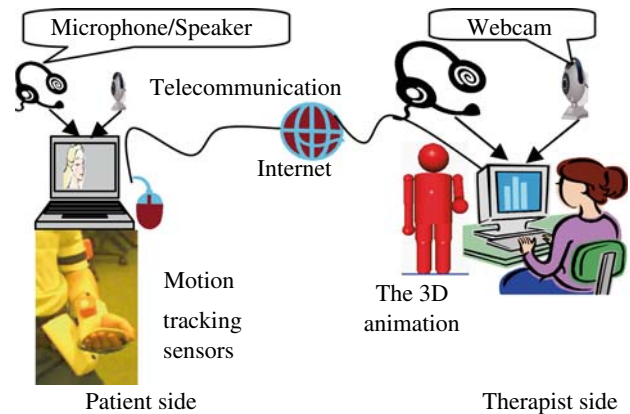 Microphone/Speaker
Webcam
Telecommunication
Internet
Motion
tracking
sensors
The 3D
animation
Patient side
Therapist side